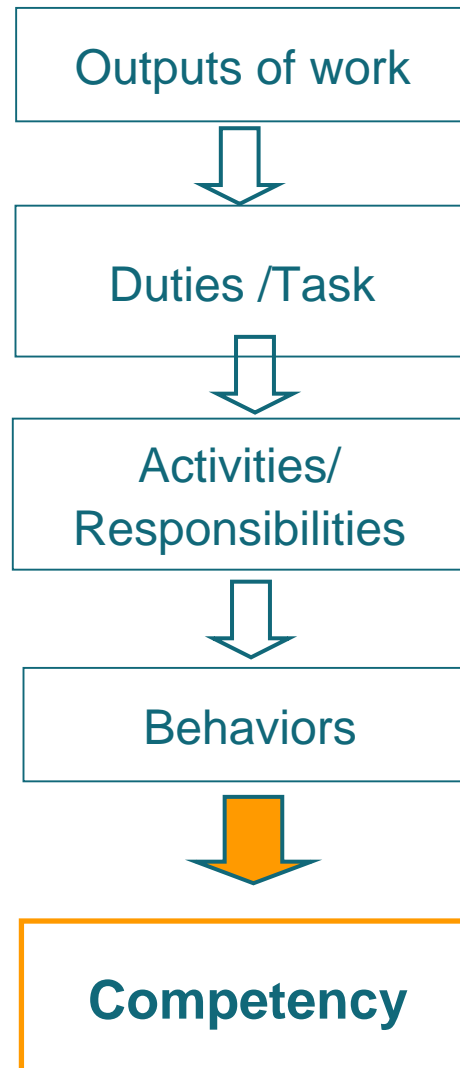 Outputs of work
Duties /Task
Activities/
Responsibilities
Behaviors
Competency